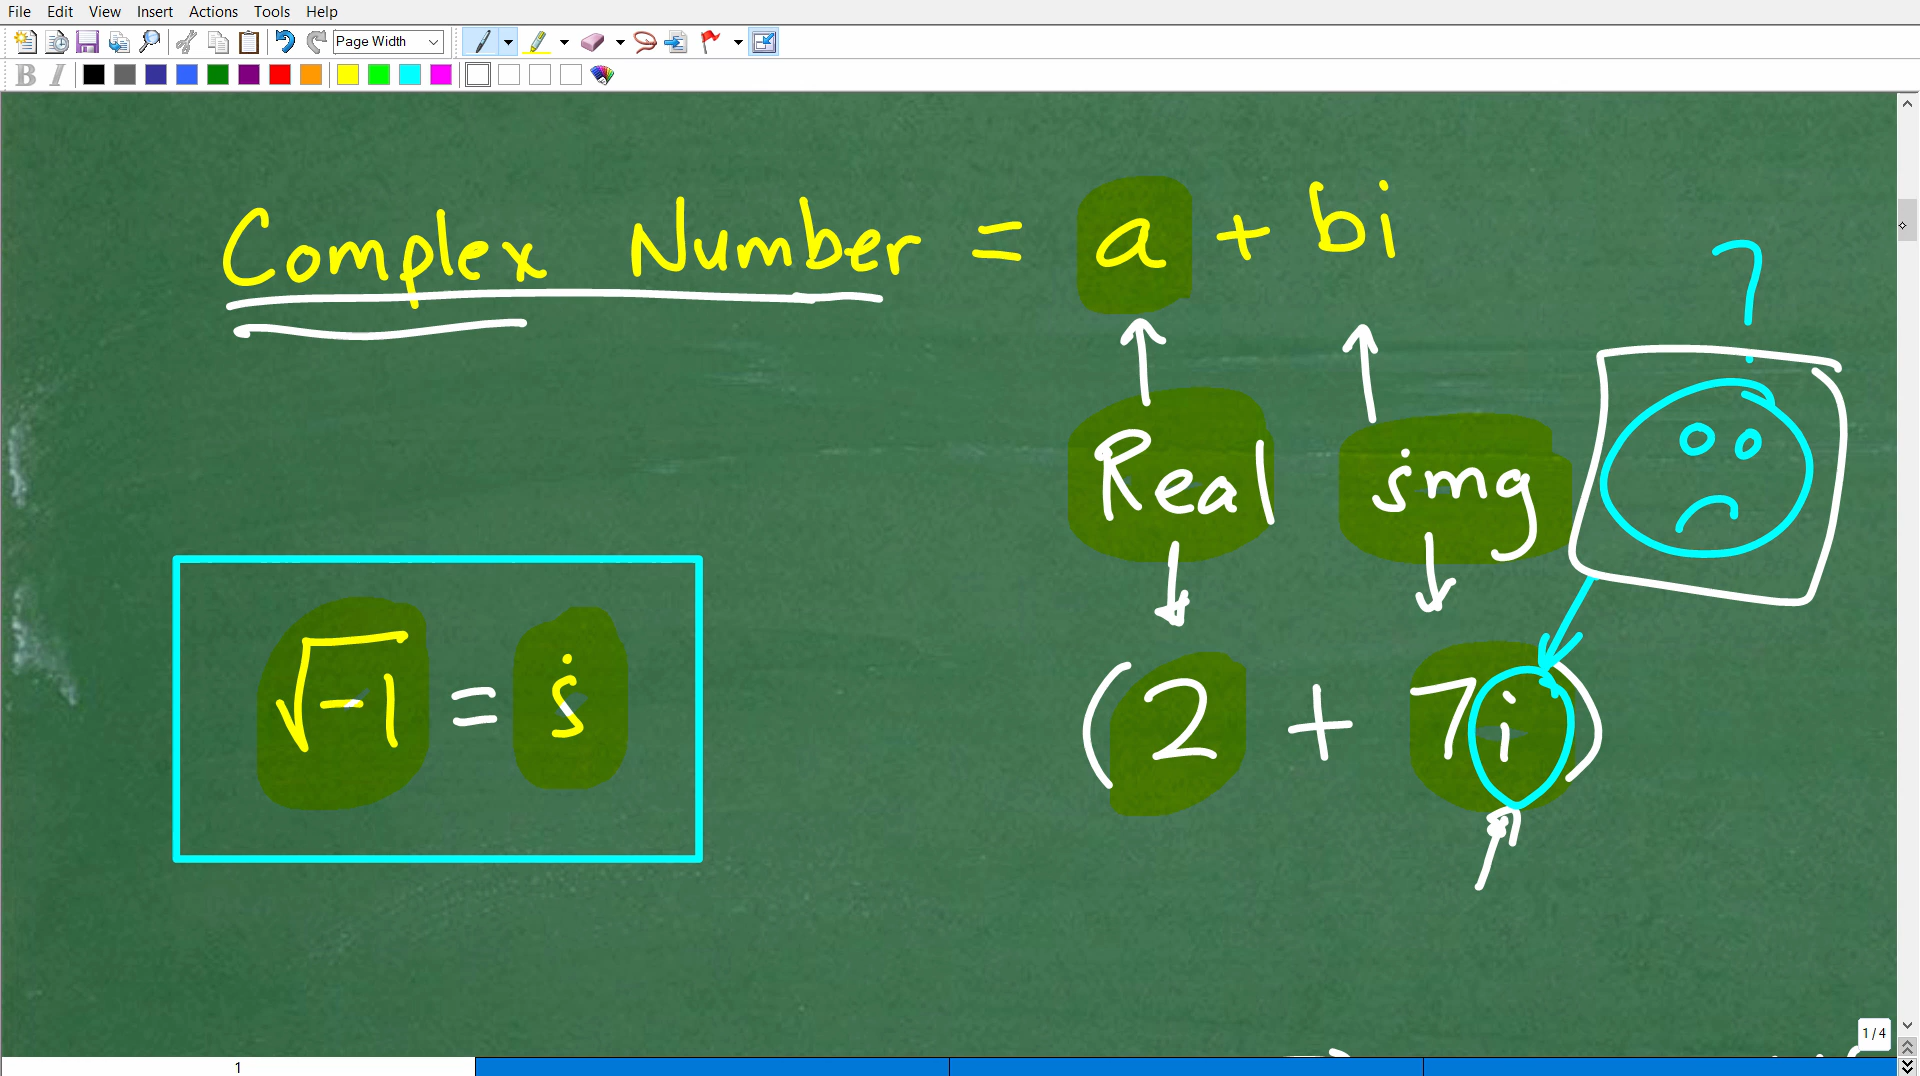 File Edit View Insert Actions Tools Help
Page Width
B I
Complex Number = a + bi
?
Real img
√-1 = i
(2 + 7i)
1 / 4
1